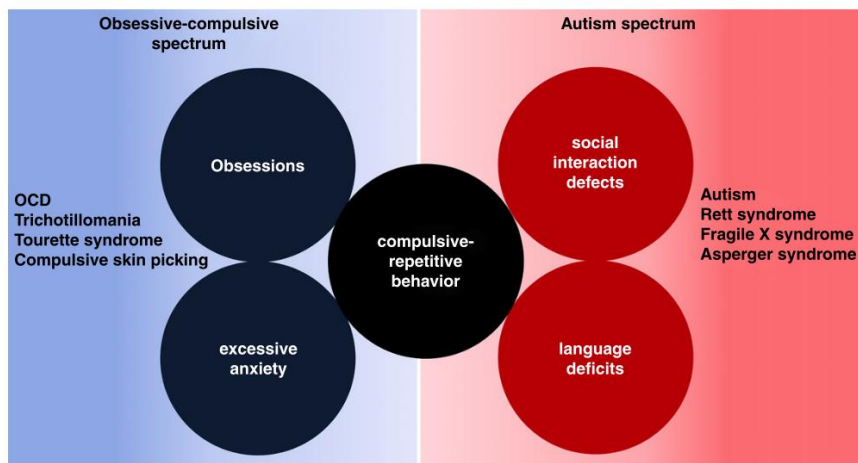 Obsessive-compulsive
spectrum
Autism spectrum
Obsessions
social
interaction
defects
OCD
Trichotillomania
Tourette syndrome
Compulsive skin picking
compulsive-
repetitive
behavior
Autism
Rett syndrome
Fragile X syndrome
Asperger syndrome
excessive
anxiety
language
deficits